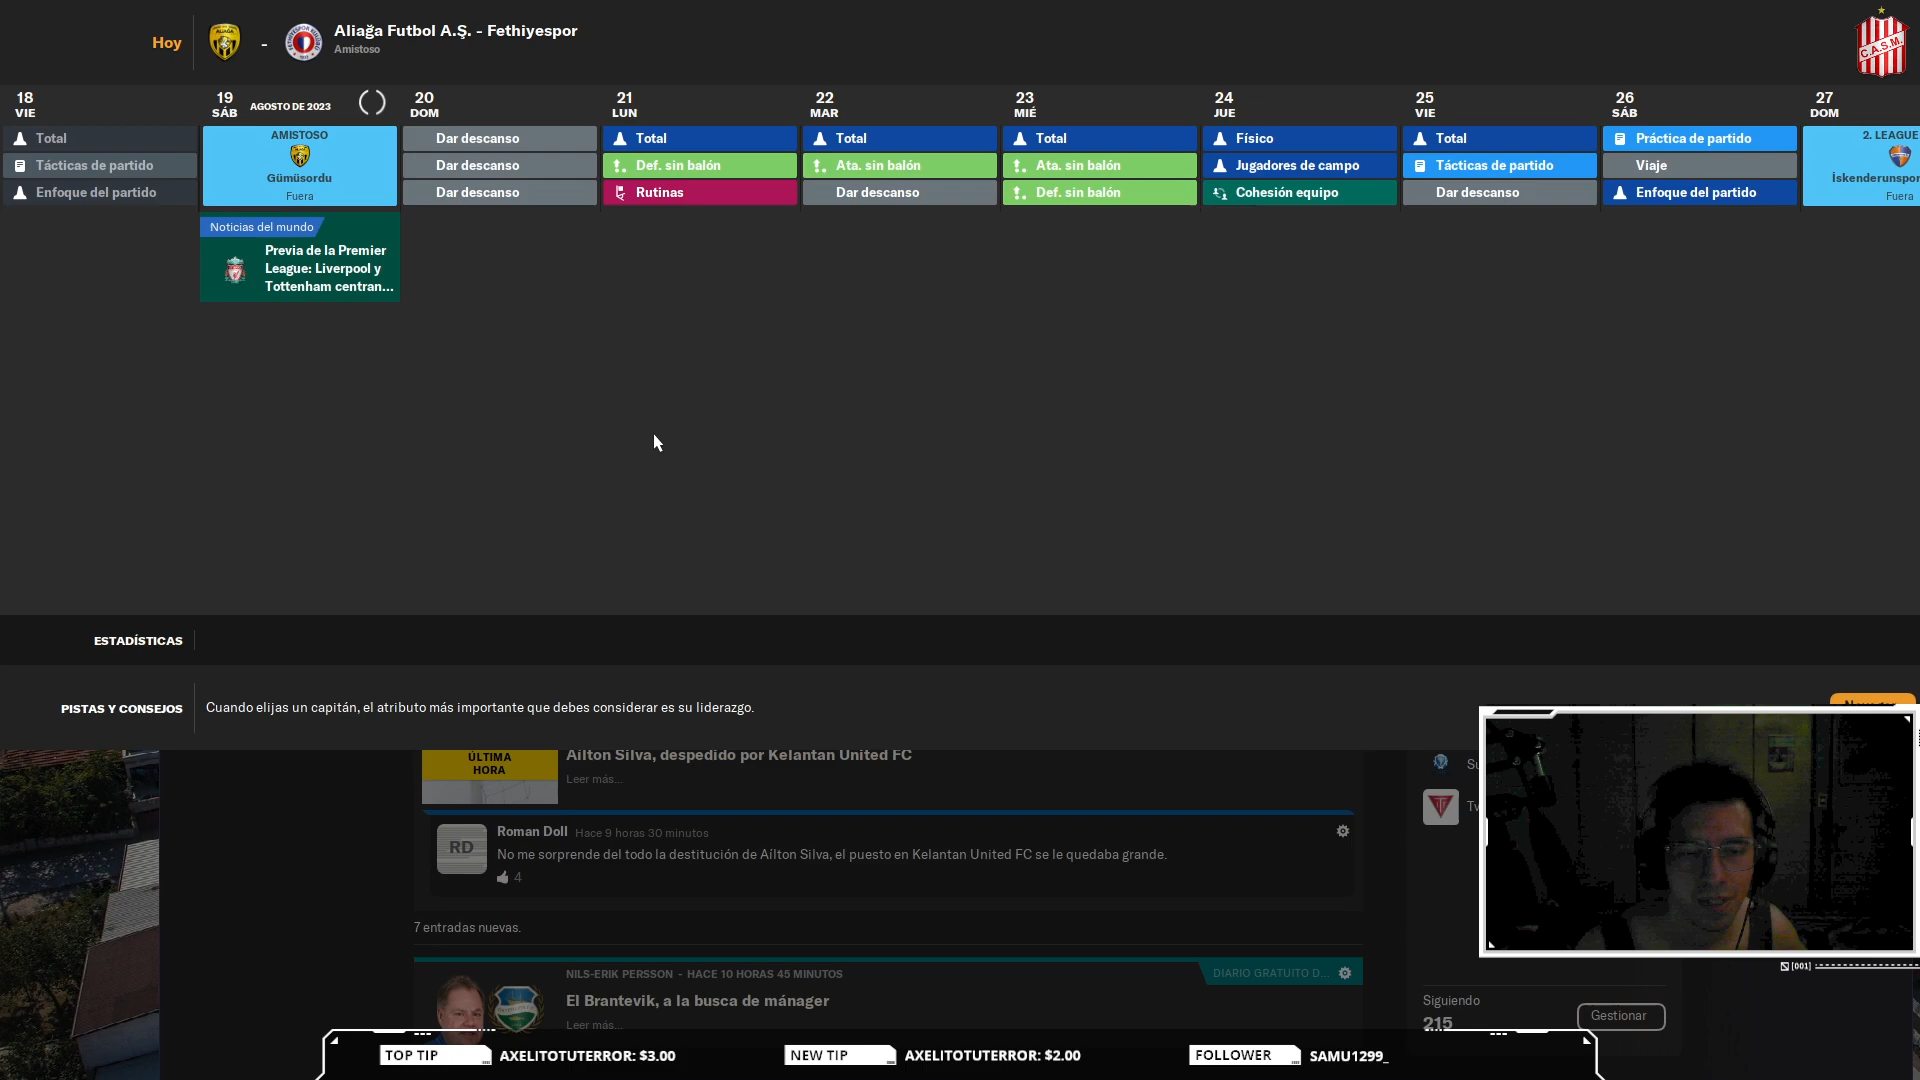 Hoy
-
Aliağa Futbol A.Ş. - Fethiyespor
Amistoso
C.A.S.M.
18
VIE
19
SÁB
AGOSTO DE 2023
20
DOM
21
LUN
22
MAR
23
MIÉ
24
JUE
25
VIE
26
SÁB
27
DOM
Total
Tácticas de partido
Enfoque del partido
AMISTOSO
Gümüsordu
Fuera
Dar descanso
Dar descanso
Dar descanso
Total
Def. sin balón
Rutinas
Total
Ata. sin balón
Dar descanso
Total
Ata. sin balón
Def. sin balón
Físico
Jugadores de campo
Cohesión equipo
Total
Tácticas de partido
Dar descanso
Práctica de partido
Viaje
Enfoque del partido
2. LEAGUE
İskenderunspor
Fuera
Noticias del mundo
Previa de la Premier
League: Liverpool y
Tottenham centran...
ESTADÍSTICAS
PISTAS Y CONSEJOS
Cuando elijas un capitán, el atributo más importante que debes considerar es su liderazgo.
ÚLTIMA
HORA
Aílton Silva, despedido por Kelantan United FC
Leer más...
RD
Roman Doll Hace 9 horas 30 minutos
No me sorprende del todo la destitución de Aílton Silva, el puesto en Kelantan United FC se le quedaba grande.
4
7 entradas nuevas.
NILS-ERIK PERSSON - HACE 10 HORAS 45 MINUTOS
DIARIO GRATUITO D...
El Brantevik, a la busca de mánager
Leer más...
Su
Tv
[001]
Siguiendo
215
Gestionar
TOP TIP
AXELITOTUTERROR: $3.00
NEW TIP
AXELITOTUTERROR: $2.00
FOLLOWER
SAMU1299_